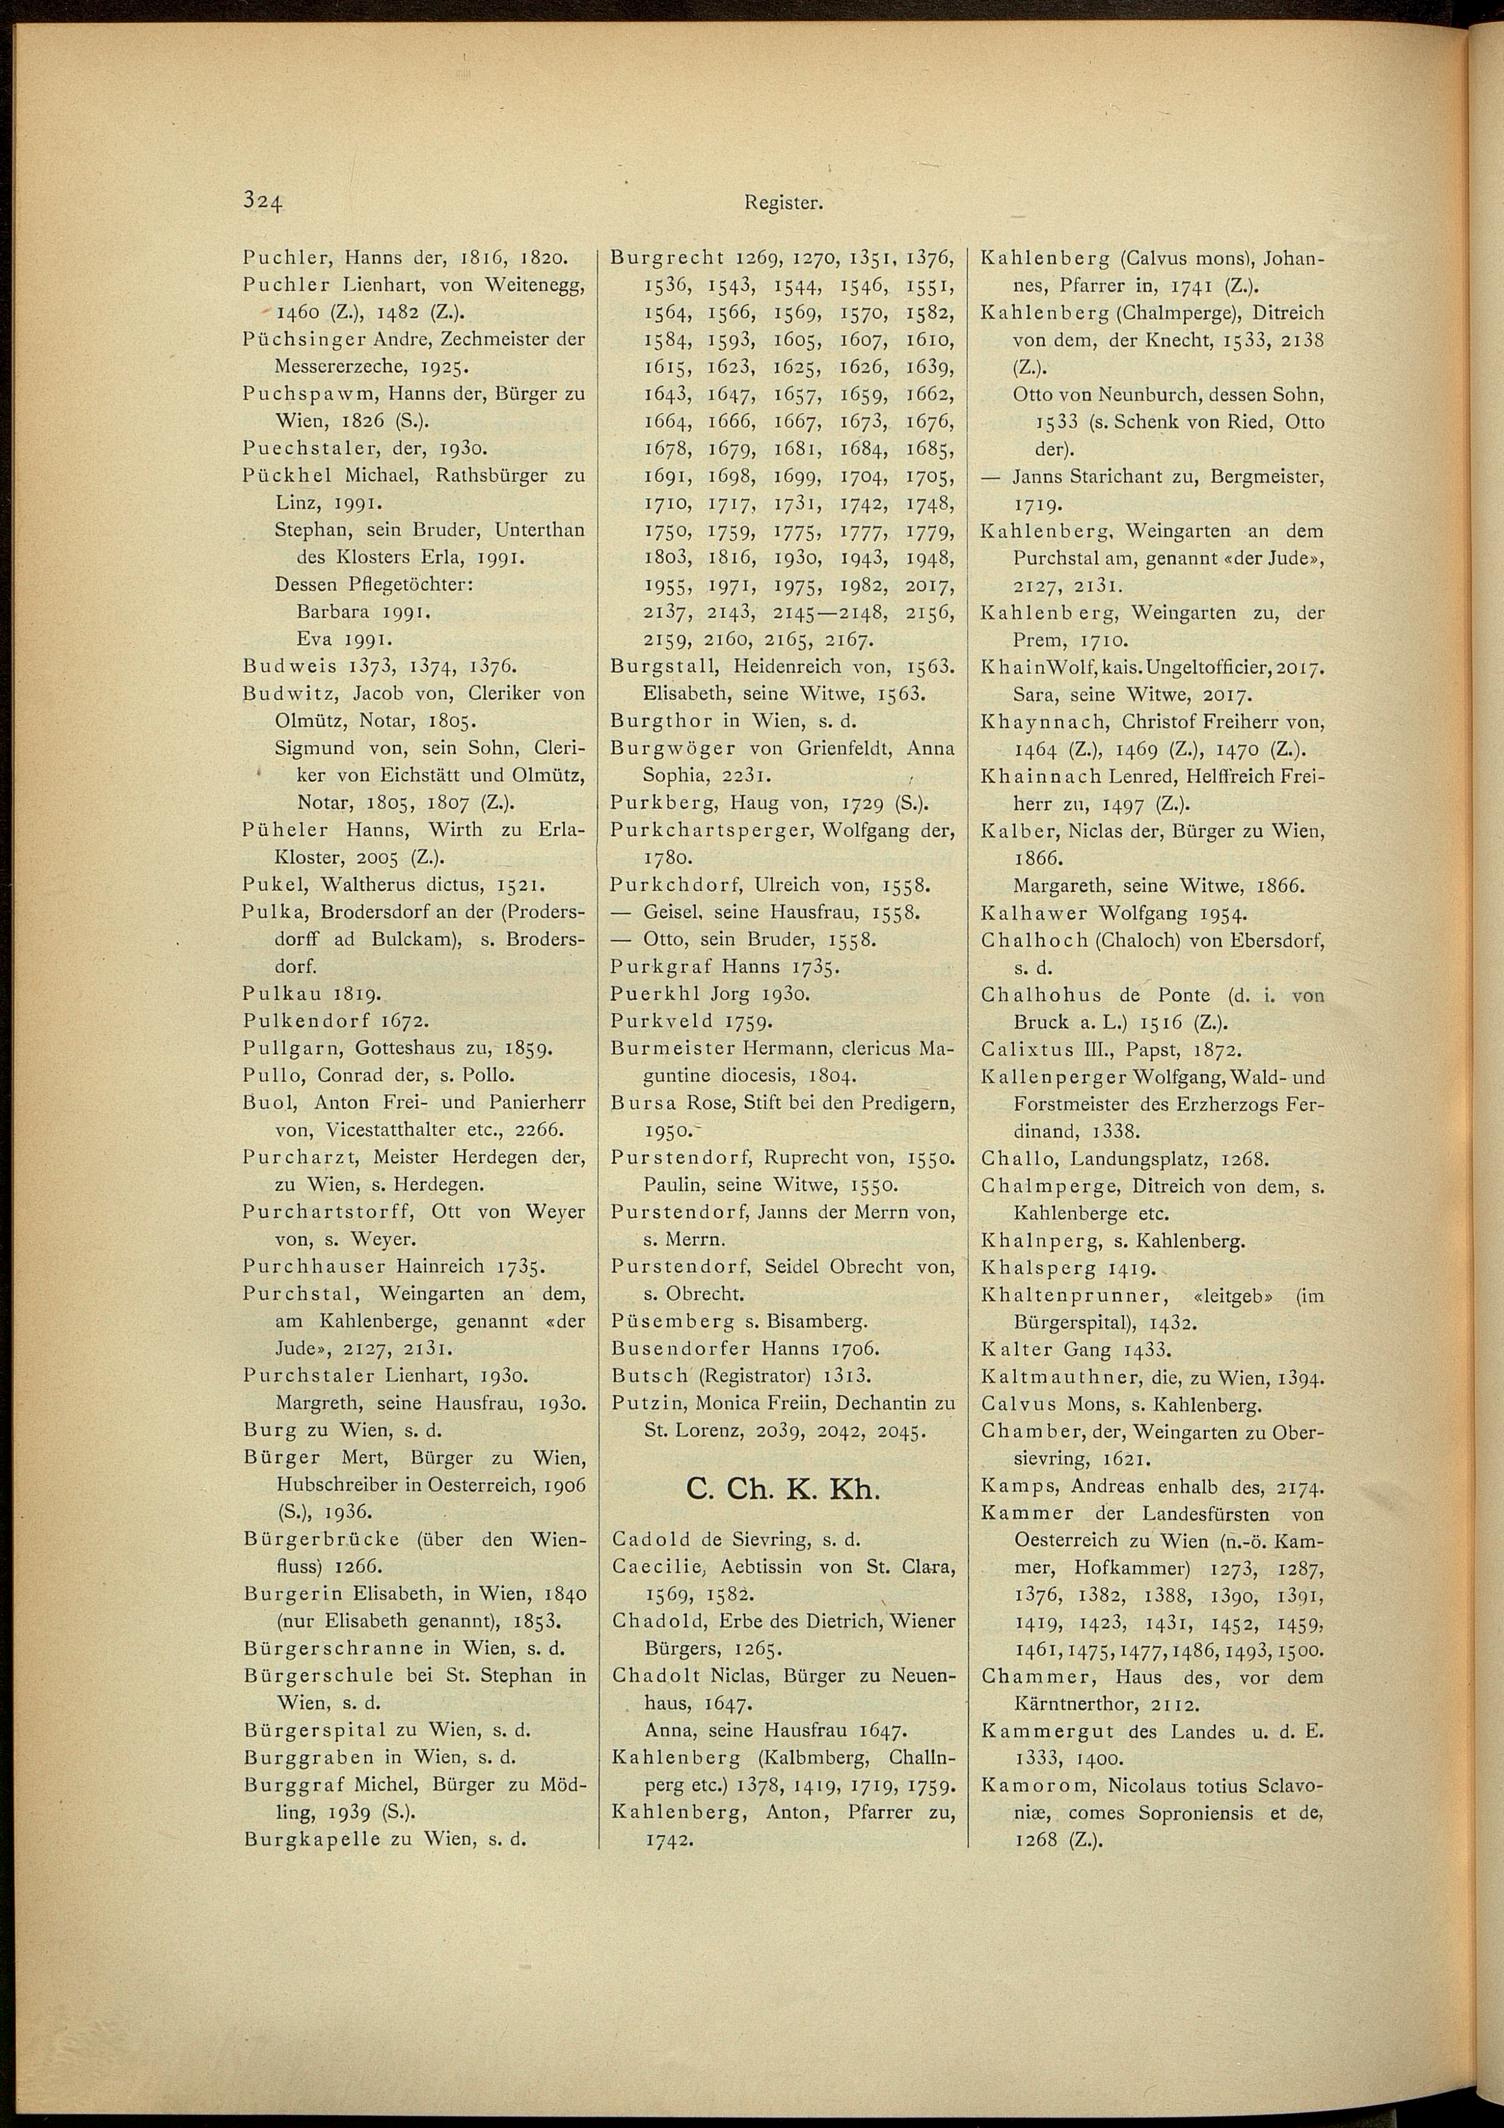 324
Register.
Puchler, Hanns der, 1816, 1820.
Puchler Lienhart, von Weitenegg,
1460 (Z.), 1482 (Z.).
Püchsinger Andre, Zechmeister der
Messererzeche, 1925.
Puchspawm, Hanns der, Bürger zu
Wien, 1826 (S.).
Puechstaler, der, 1930.
Pückhel Michael, Rathsbürger zu
Linz, 1991.
Stephan, sein Bruder, Unterthan
des Klosters Erla, 1991.
Dessen Pflegetöchter:
Barbara 1991.
Eva 1991.
Budweis 1373, 1374, 1376.
Budwitz, Jacob von, Cleriker von
Olmütz, Notar, 1805.
Sigmund von, sein Sohn, Cleri-
ker von Eichstätt und Olmütz,
Notar, 1805, 1807 (Z.).
Püheler Hanns, Wirth zu Erla-
Kloster, 2005 (Z.).
Pukel, Waltherus dictus, 1521.
Pulka, Brodersdorf an der (Proders-
dorff ad Bulckam), s. Broders-
dorf.
Pulkau 1819.
Pulkendorf 1672.
Pullgarn, Gotteshaus zu, 1859.
Pullo, Conrad der, s. Pollo.
Buol, Anton Frei- und Panierherr
von, Vicestatthalter etc., 2266.
Purcharzt, Meister Herdegen der,
zu Wien, s. Herdegen.
Purchartstorff, Ott von Weyer
von, s. Weyer.
Purchhauser Hainreich 1735.
Purchstal, Weingarten an dem,
am Kahlenberge, genannt «der
Jude», 2127, 2131.
Purchstaler Lienhart, 1930.
Margreth, seine Hausfrau, 1930.
Burg zu Wien, s. d.
Bürger Mert, Bürger zu Wien,
Hubschreiber in Oesterreich, 1906
(S.), 1936.
Bürgerbrücke (über den Wien-
fluss) 1266.
Burgerin Elisabeth, in Wien, 1840
(nur Elisabeth genannt), 1853.
Bürgerschranne in Wien, s. d.
Bürgerschule bei St. Stephan in
Wien, s. d.
Bürgerspital zu Wien, s. d.
Burggraben in Wien, s. d.
Burggraf Michel, Bürger zu Möd-
ling, 1939 (S.).
Burgkapelle zu Wien, s. d.
Burgrecht 1269, 1270, 1351, 1376,
1536, 1543, 1544, 1546, 1551,
1564, 1566, 1569, 1570, 1582,
1584, 1593, 1605, 1607, 1610,
1615, 1623, 1625, 1626, 1639,
1643, 1647, 1657, 1659, 1662,
1664, 1666, 1667, 1673, 1676,
1678, 1679, 1681, 1684, 1685,
1691, 1698, 1699, 1704, 1705,
1710, 1717, 1731, 1742, 1748,
1750, 1759, 1775, 1777, 1779,
1803, 1816, 1930, 1943, 1948,
1955, 1971, 1975, 1982, 2017,
2137, 2143, 2145—2148, 2156,
2159, 2160, 2165, 2167.
Burgstall, Heidenreich von, 1563.
Elisabeth, seine Witwe, 1563.
Burgthor in Wien, s. d.
Burgwöger von Grienfeldt, Anna
Sophia, 2231.
Purkberg, Haug von, 1729 (S.).
Purkchartsperger, Wolfgang der,
1780.
Purkchdorf, Ulreich von, 1558.
— Geisel, seine Hausfrau, 1558.
— Otto, sein Bruder, 1558.
Purkgraf Hanns 1735.
Puerkhl Jorg 1930.
Purkveld 1759.
Burmeister Hermann, clericus Ma-
guntine diocesis, 1804.
Bursa Rose, Stift bei den Predigern,
1950.
Purstendorf, Ruprecht von, 1550.
Paulin, seine Witwe, 1550.
Purstendorf, Janns der Merrn von,
s. Merrn.
Purstendorf, Seidel Obrecht von,
s. Obrecht.
Püsemberg s. Bisamberg.
Busendorfer Hanns 1706.
Butsch (Registrator) 1313.
Putzin, Monica Freiin, Dechantin zu
St. Lorenz, 2039, 2042, 2045.
C. Ch. K. Kh.
Cadold de Sievring, s. d.
Caecilie, Aebtissin von St. Clara,
1569, 1582.
Chadold, Erbe des Dietrich, Wiener
Bürgers, 1265.
Chadolt Niclas, Bürger zu Neuen-
haus, 1647.
Anna, seine Hausfrau 1647.
Kahlenberg (Kalbmberg, Challn-
perg etc.) 1378, 1419, 1719, 1759.
Kahlenberg, Anton, Pfarrer zu,
1742.
Kahlenberg (Calvus mons), Johan-
nes, Pfarrer in, 1741 (Z.).
Kahlenberg (Chalmperge), Ditreich
von dem, der Knecht, 1533, 2138
(Z.).
Otto von Neunburch, dessen Sohn,
1533 (s. Schenk von Ried, Otto
der).
— Janns Starichant zu, Bergmeister,
1719.
Kahlenberg, Weingarten an dem
Purchstal am, genannt «der Jude»,
2127, 2131.
Kahlenberg, Weingarten zu, der
Prem, 1710.
Khain Wolf, kais. Ungeltofficier, 2017.
Sara, seine Witwe, 2017.
Khaynnach, Christof Freiherr von,
1464 (Z.), 1469 (Z.), 1470 (Z.).
Khainnach Lenred, Helffreich Frei-
herr zu, 1497 (Z.).
Kalber, Niclas der, Bürger zu Wien,
1866.
Margareth, seine Witwe, 1866.
Kalhawer Wolfgang 1954.
Chalhoch (Chaloch) von Ebersdorf,
s. d.
Chalhohus de Ponte (d. i. von
Bruck a. L.) 1516 (Z.).
Calixtus III., Papst, 1872.
Kallenperger Wolfgang, Wald- und
Forstmeister des Erzherzogs Fer-
dinand, 1338.
Challo, Landungsplatz, 1268.
Chalmperge, Ditreich von dem, s.
Kahlenberge etc.
Khalnperg, s. Kahlenberg.
Khalsperg 1419.
Khaltenprunner, «leitgeb» (im
Bürgerspital), 1432.
Kalter Gang 1433.
Kaltmauthner, die, zu Wien, 1394.
Calvus Mons, s. Kahlenberg.
Chamber, der, Weingarten zu Ober-
sievring, 1621.
Kamps, Andreas enhalb des, 2174.
Kammer der Landesfürsten von
Oesterreich zu Wien (n.-ö. Kam-
mer, Hofkammer) 1273, 1287,
1376, 1382, 1388, 1390, 1391,
1419, 1423, 1431, 1452, 1459,
1461, 1475, 1477, 1486, 1493, 1500.
Chammer, Haus des, vor dem
Kärntnerthor, 2112.
Kammergut des Landes u. d. E.
1333, 1400.
Kamorom, Nicolaus totius Sclavo-
niæ, comes Soproniensis et de,
1268 (Z.).